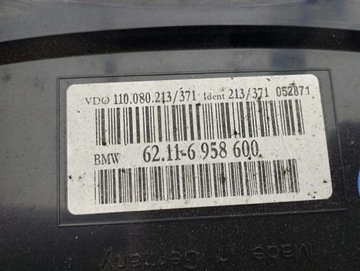 VDO 110.080.213/371 Ident 213/371 052871
BMW 62.11-6 958 600
Made in Germany